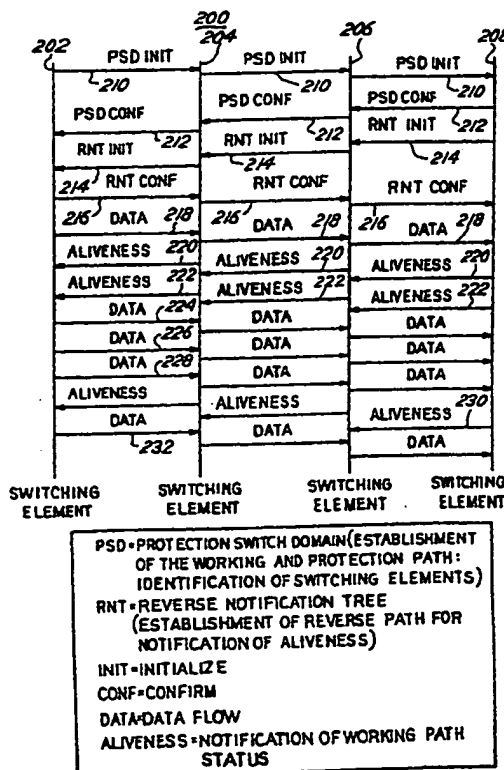 200
202 204 206 208
PSD INIT PSD INIT PSD INIT
210 210 210
PSD CONF PSD CONF PSD CONF
212 212 212
RNT INIT RNT INIT RNT INIT
214 214 214
RNT CONF RNT CONF RNT CONF
216 216 216
DATA 218 DATA 218 DATA 218
ALIVENESS 220 ALIVENESS 220 ALIVENESS 220
ALIVENESS 222 ALIVENESS 222 ALIVENESS 222
DATA 224 DATA DATA
DATA 226 DATA DATA
DATA 228 DATA DATA
ALIVENESS ALIVENESS ALIVENESS 230
DATA DATA DATA
232
SWITCHING SWITCHING SWITCHING SWITCHING
ELEMENT ELEMENT ELEMENT ELEMENT
PSD=PROTECTION SWITCH DOMAIN(ESTABLISHMENT
OF THE WORKING AND PROTECTION PATH:
IDENTIFICATION OF SWITCHING ELEMENTS)
RNT=REVERSE NOTIFICATION TREE
(ESTABLISHMENT OF REVERSE PATH FOR
NOTIFICATION OF ALIVENESS)
INIT=INITIALIZE
CONF=CONFIRM
DATA=DATA FLOW
ALIVENESS=NOTIFICATION OF WORKING PATH
STATUS